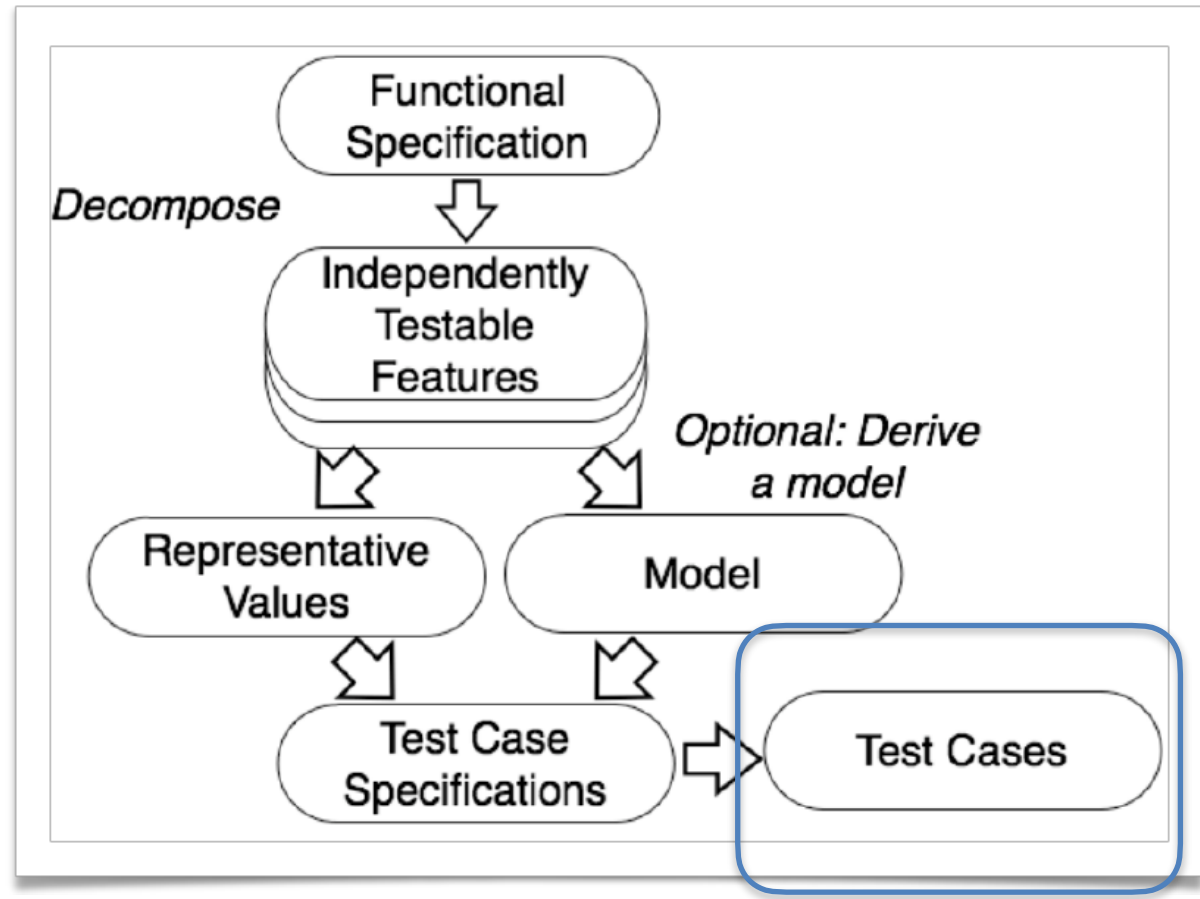 Functional
Specification
Decompose
Independently
Testable
Features
Optional: Derive
a model
Representative
Values
Model
Test Case
Specifications
Test Cases